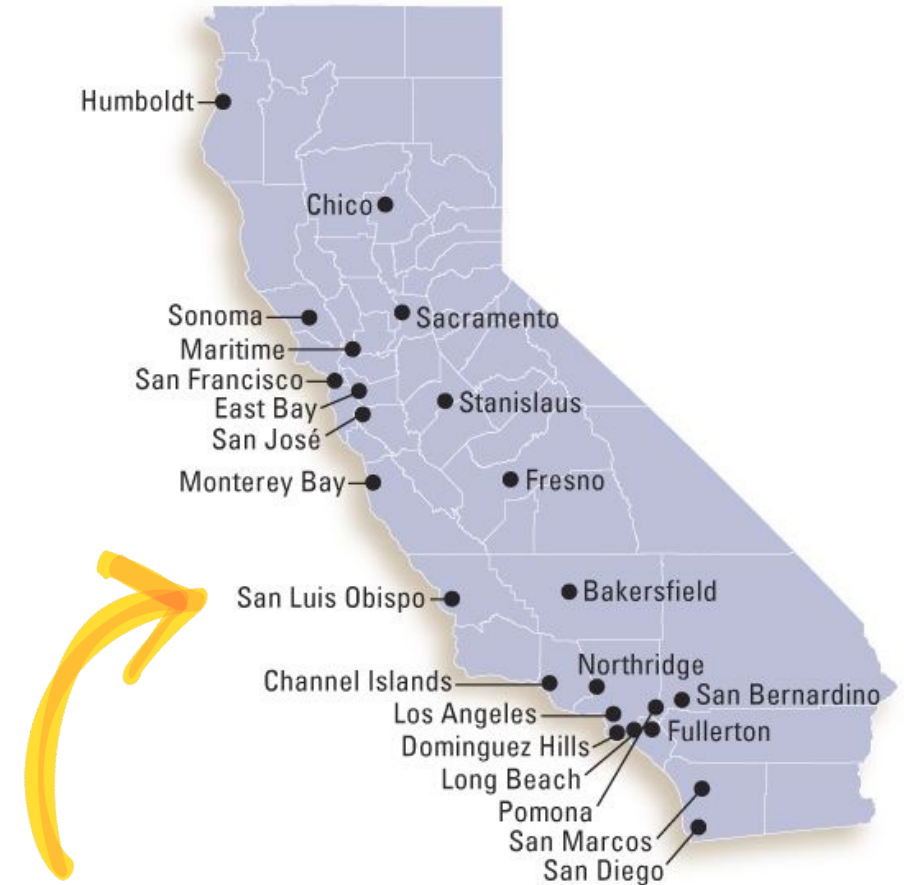 Humboldt
Chico
Sonoma
Sacramento
Maritime
San Francisco
East Bay
Stanislaus
San José
Monterey Bay
Fresno
San Luis Obispo
Bakersfield
Northridge
Channel Islands
San Bernardino
Los Angeles
Fullerton
Dominguez Hills
Long Beach
Pomona
San Marcos
San Diego